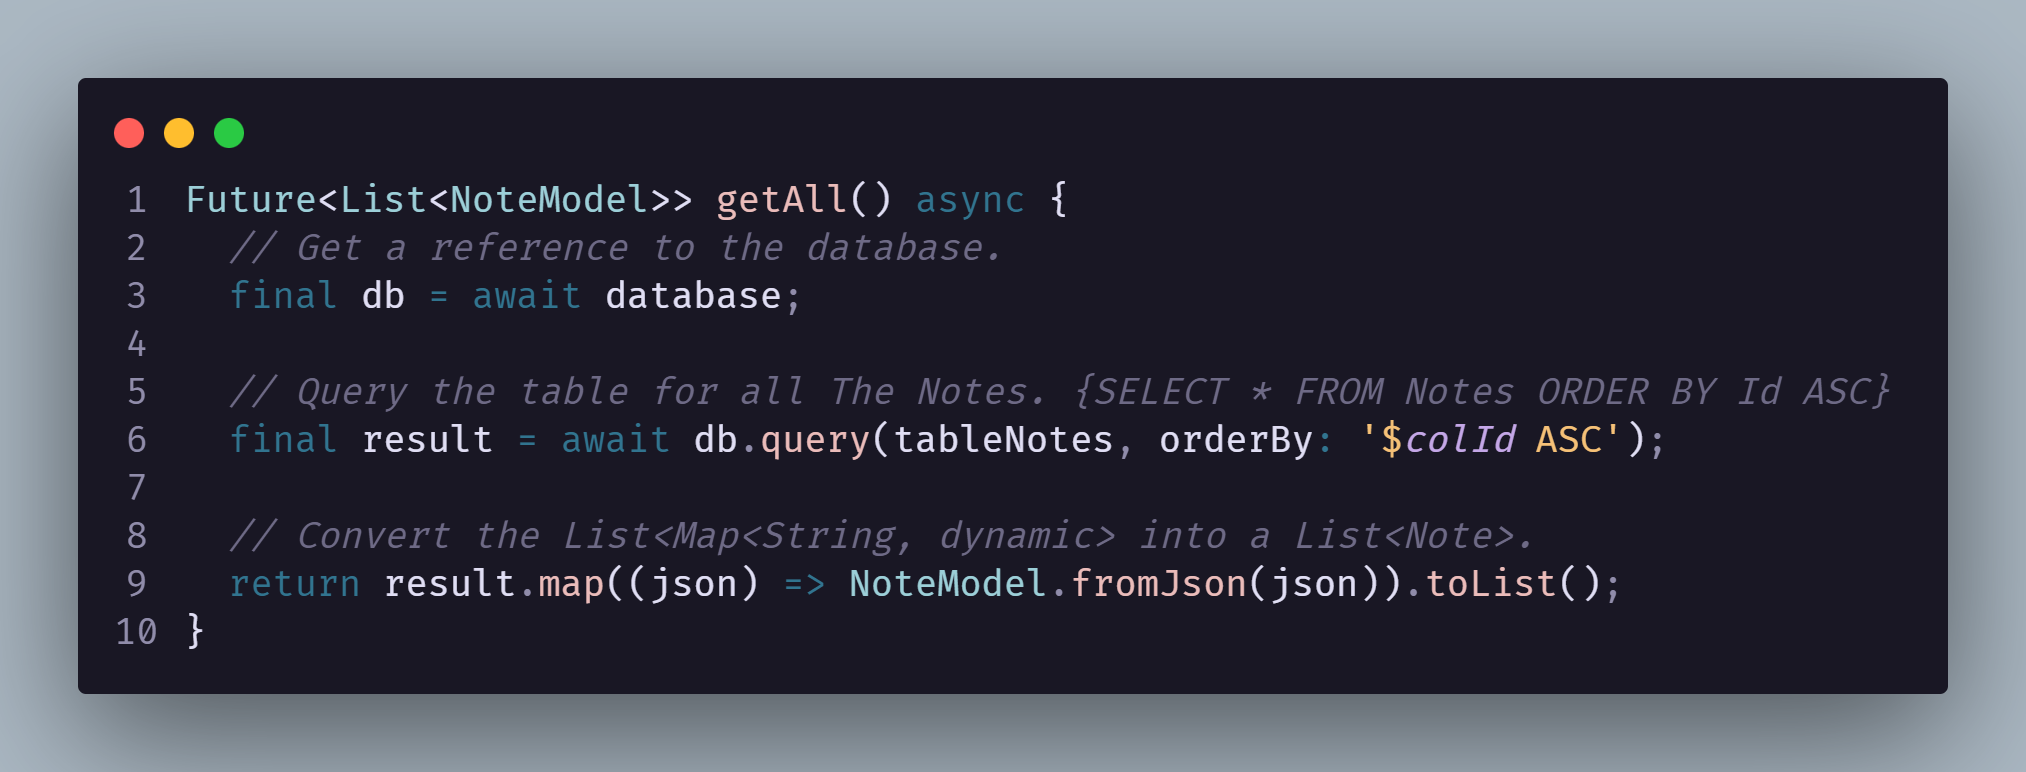 1 Future<List<NoteModel>> getAll() async {
2   // Get a reference to the database.
3   final db = await database;
4
5   // Query the table for all The Notes. {SELECT * FROM Notes ORDER BY Id ASC}
6   final result = await db.query(tableNotes, orderBy: '$colId ASC');
7
8   // Convert the List<Map<String, dynamic> into a List<Note>.
9   return result.map((json) => NoteModel.fromJson(json)).toList();
10 }